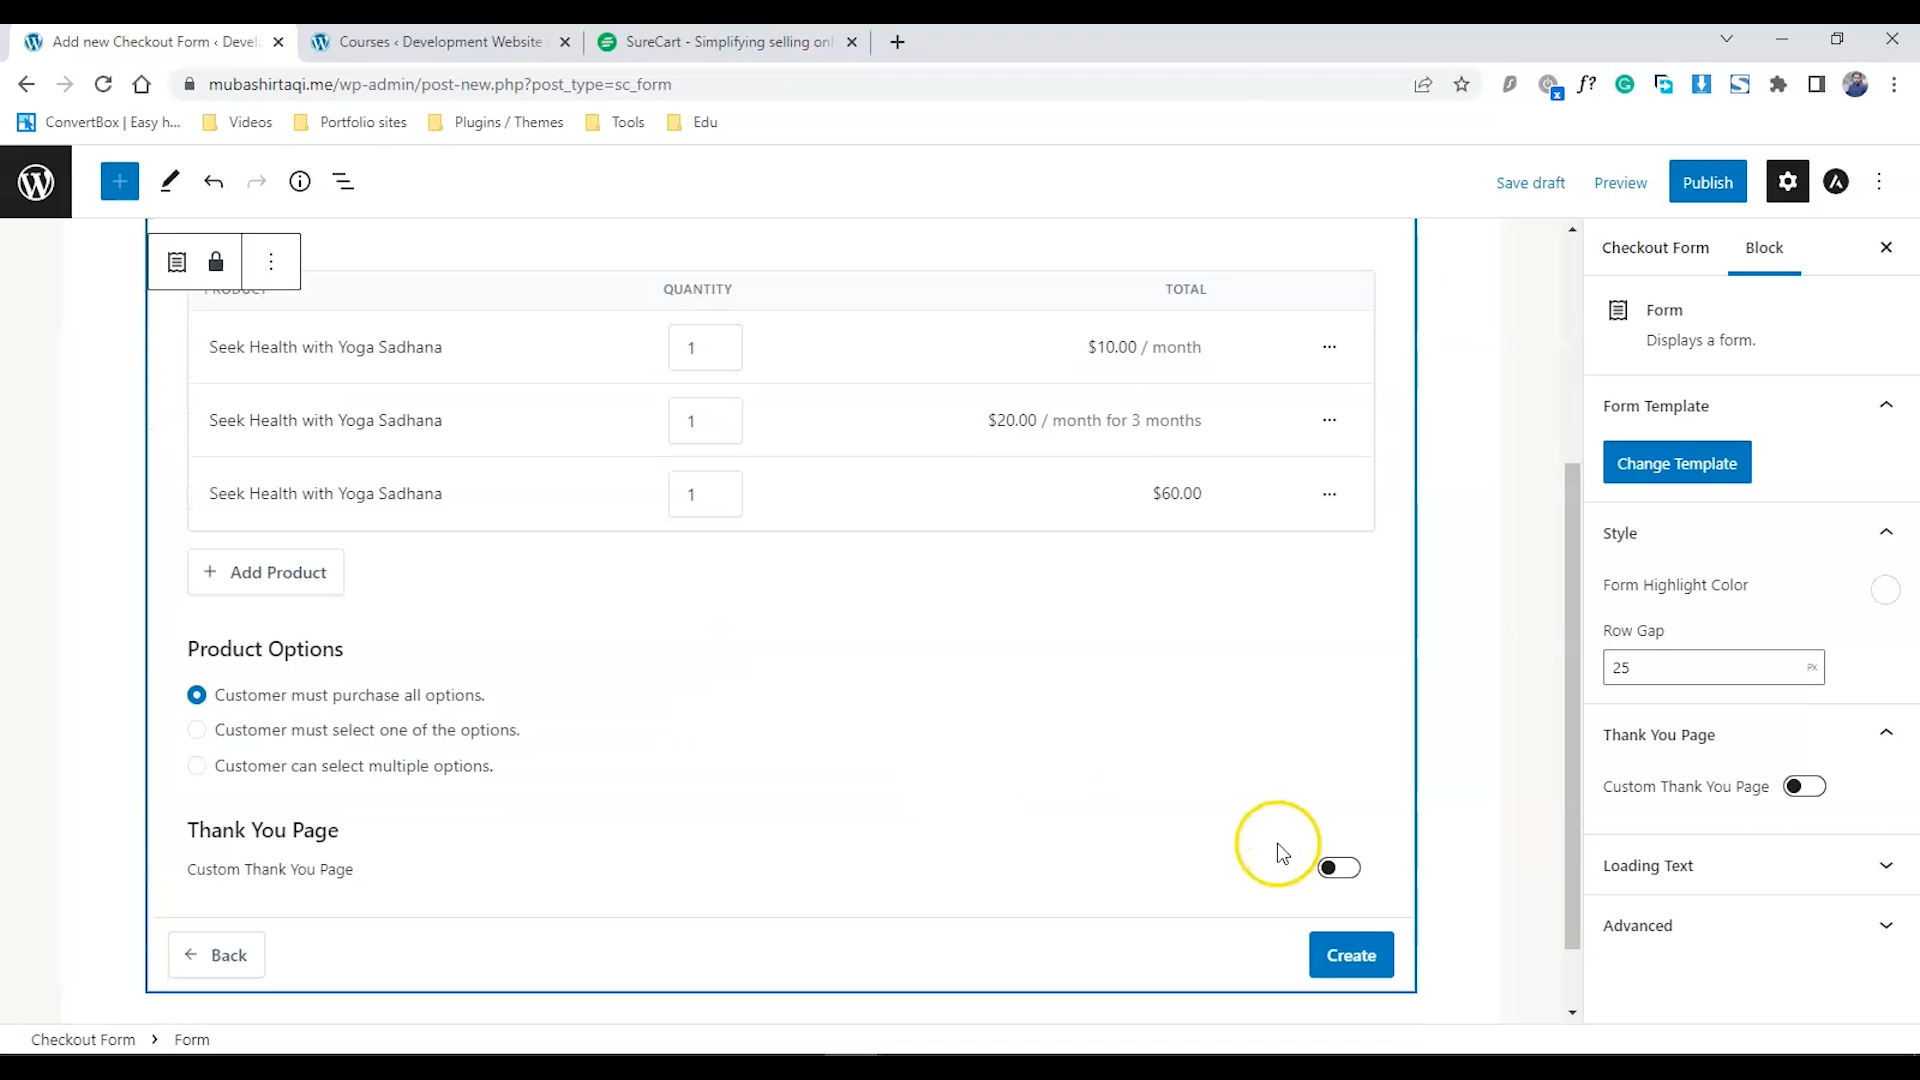 Add new Checkout Form ‹ Devel
Courses ‹ Development Website
SureCart - Simplifying selling onl
mubashirtaqi.me/wp-admin/post-new.php?post_type=sc_form
ConvertBox | Easy h...
Videos
Portfolio sites
Plugins / Themes
Tools
Edu
Save draft
Preview
Publish
Checkout Form
Block
PRODUCT
QUANTITY
TOTAL
Seek Health with Yoga Sadhana
1
$10.00 / month
Seek Health with Yoga Sadhana
1
$20.00 / month for 3 months
Seek Health with Yoga Sadhana
1
$60.00
+ Add Product
Product Options
Customer must purchase all options.
Customer must select one of the options.
Customer can select multiple options.
Thank You Page
Custom Thank You Page
← Back
Create
Form
Displays a form.
Form Template
Change Template
Style
Form Highlight Color
Row Gap
25
PX
Thank You Page
Custom Thank You Page
Loading Text
Advanced
Checkout Form > Form